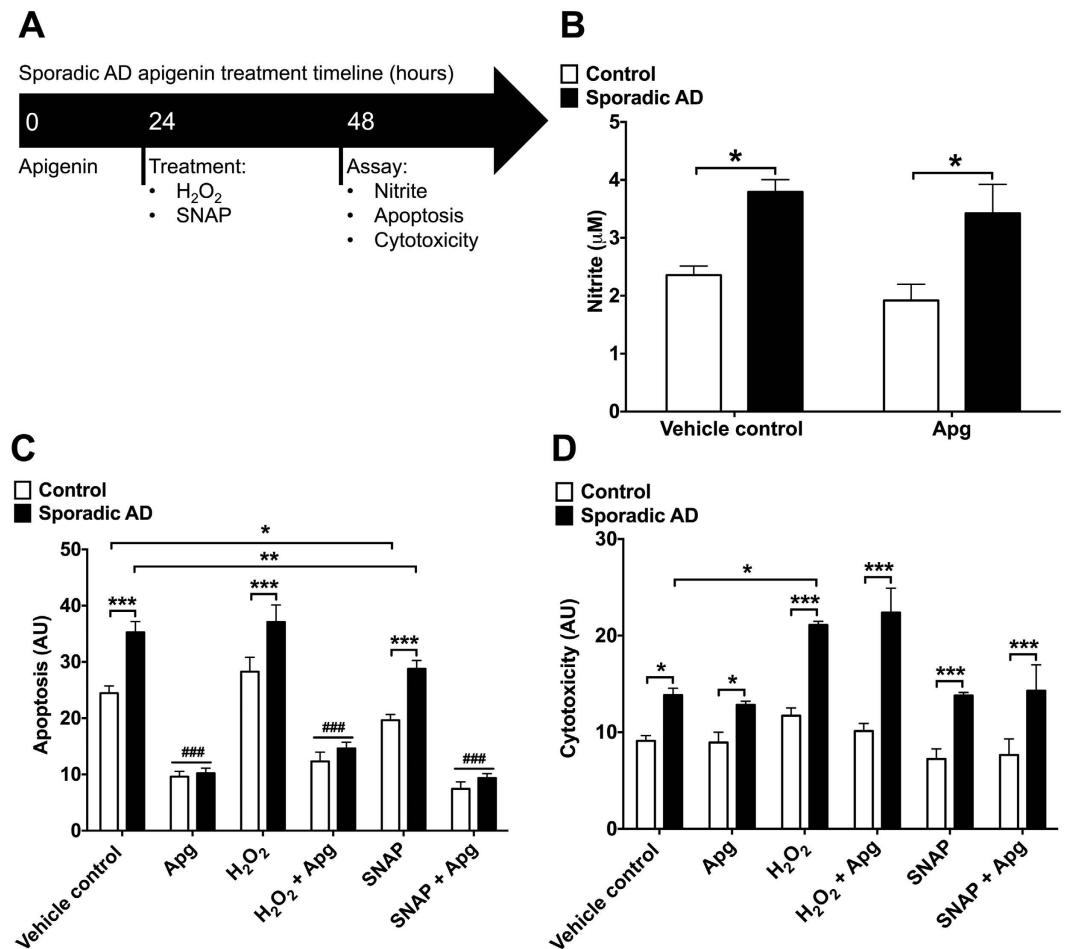 A
Sporadic AD apigenin treatment timeline (hours)
0 24 48
Apigenin
Treatment:
• H₂O₂
• SNAP
Assay:
• Nitrite
• Apoptosis
• Cytotoxicity
B
Control
Sporadic AD
Nitrite (μM)
5
4
3
2
1
0
* *
Vehicle control Apg
C
Control
Sporadic AD
Apoptosis (AU)
50
40
30
20
10
0
*
**
*** *** ***
### ### ###
Vehicle control
Apg
H₂O₂
H₂O₂ + Apg
SNAP
SNAP + Apg
D
Control
Sporadic AD
Cytotoxicity (AU)
30
20
10
0
*
* * *** *** *** ***
Vehicle control
Apg
H₂O₂
H₂O₂ + Apg
SNAP
SNAP + Apg